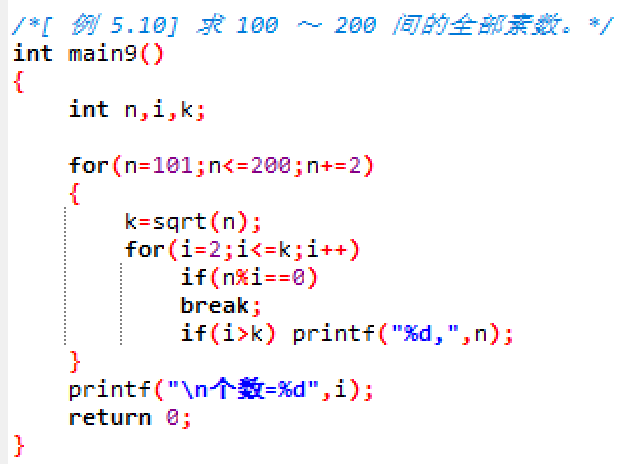 /*[ 例 5.10] 求 100 ～ 200 间的全部素数。*/
int main9()
{
    int n,i,k;

    for(n=101;n<=200;n+=2)
    {
        k=sqrt(n);
        for(i=2;i<=k;i++)
            if(n%i==0)
            break;
            if(i>k) printf("%d,",n);
    }
    printf("\n个数=%d",i);
    return 0;
}